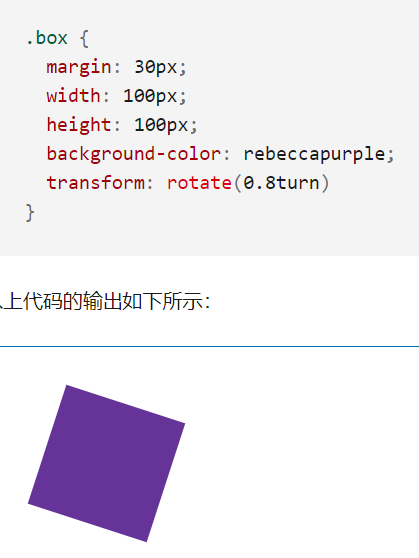 .box {
margin: 30px;
width: 100px;
height: 100px;
background-color: rebeccapurple;
transform: rotate(0.8turn)
}
上代码的输出如下所示：